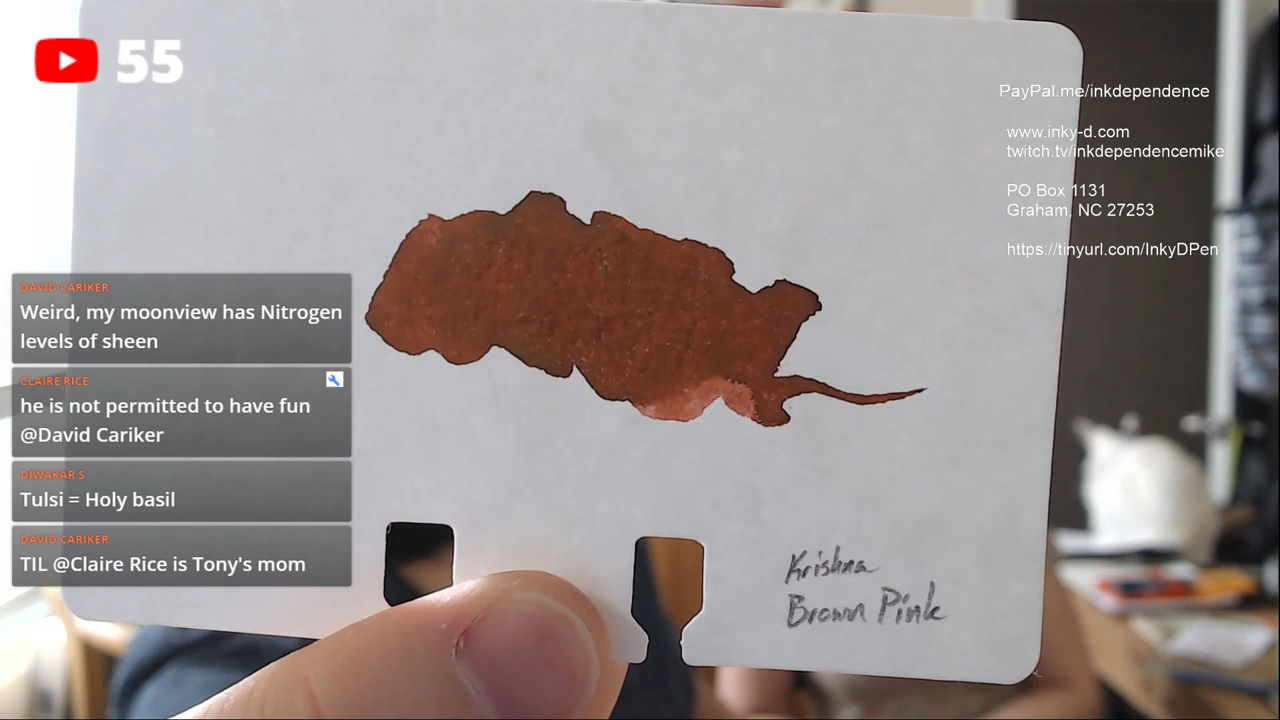 55
PayPal.me/inkdependence
www.inky-d.com
twitch.tv/inkdependencemike
PO Box 1131
Graham, NC 27253
https://tinyurl.com/InkyDPen
DAVID CARIKER
Weird, my moonview has Nitrogen
levels of sheen
CLAIRE RICE
he is not permitted to have fun
@David Cariker
DIWAKAR S
Tulsi = Holy basil
DAVID CARIKER
TIL @Claire Rice is Tony's mom
Krishna
Brown Pink